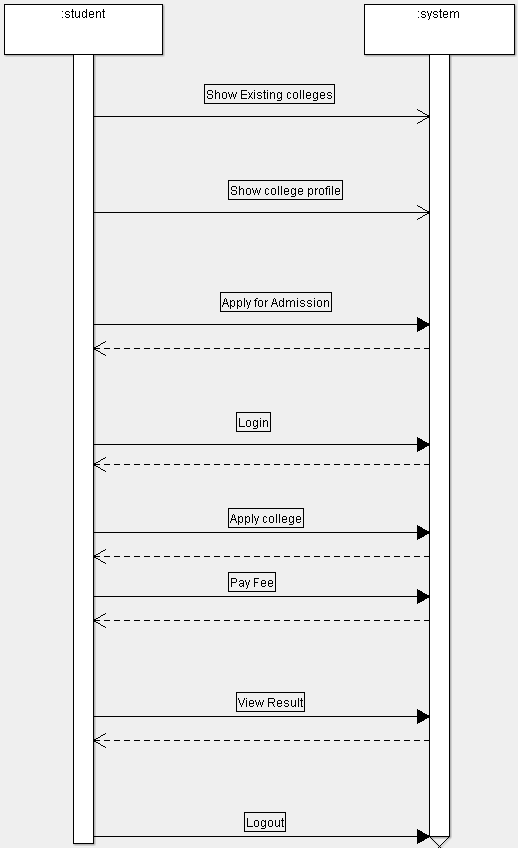 :student
:system
Show Existing colleges
Show college profile
Apply for Admission
Login
Apply college
Pay Fee
View Result
Logout